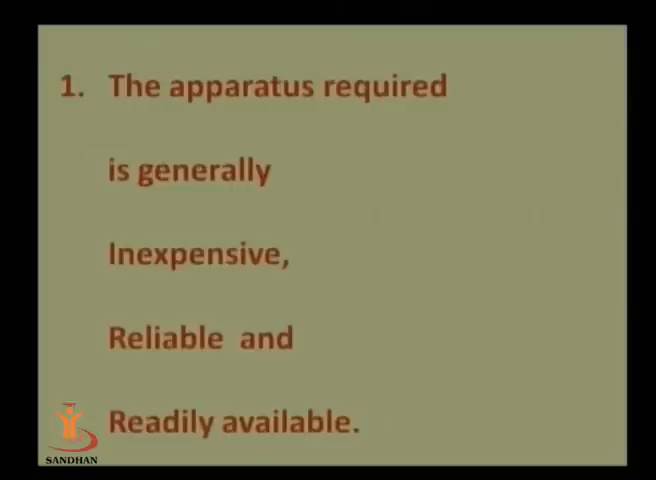 1. The apparatus required
is generally
Inexpensive,
Reliable and
Readily available.
SANDHAN